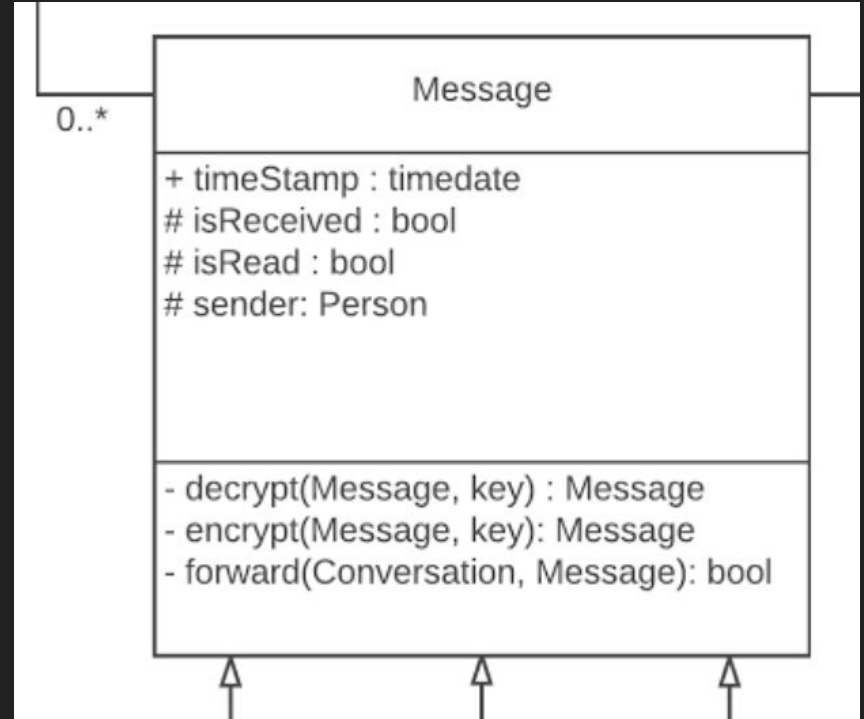 Message
0..*
+ timeStamp : timedate
# isReceived : bool
# isRead : bool
# sender: Person
- decrypt(Message, key) : Message
- encrypt(Message, key): Message
- forward(Conversation, Message): bool